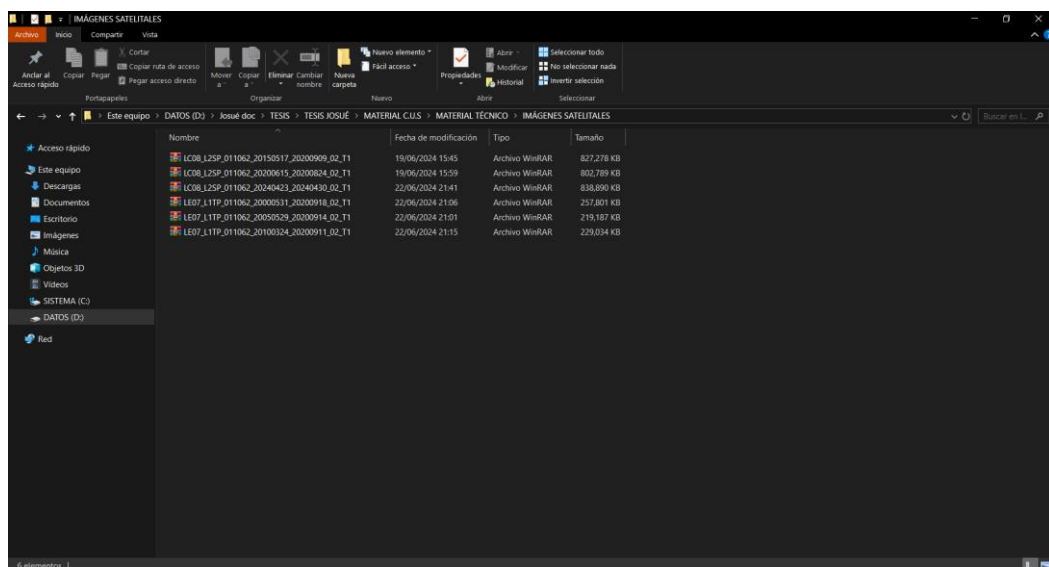 IMÁGENES SATELITALES
Archivo Inicio Compartir Vista
Anclar al Acceso rápido
Copiar
Pegar
Cortar
Copiar ruta de acceso
Pegar acceso directo
Portapapeles
Mover a
Copiar a
Eliminar
Cambiar nombre
Organizar
Nueva carpeta
Nuevo elemento
Fácil acceso
Nuevo
Propiedades
Abrir
Modificar
Historial
Abrir
Seleccionar todo
No seleccionar nada
Invertir selección
Seleccionar
Este equipo > DATOS (D:) > Josué doc > TESIS > TESIS JOSUÉ > MATERIAL C.U.S > MATERIAL TÉCNICO > IMÁGENES SATELITALES
Buscar en I...
Acceso rápido
Este equipo
Descargas
Documentos
Escritorio
Imágenes
Música
Objetos 3D
Vídeos
SISTEMA (C:)
DATOS (D:)
Red
Nombre Fecha de modificación Tipo Tamaño
LC08_L2SP_011062_20150517_20200909_02_T1 19/06/2024 15:45 Archivo WinRAR 827,278 KB
LC08_L2SP_011062_20200615_20200824_02_T1 19/06/2024 15:59 Archivo WinRAR 802,789 KB
LC08_L2SP_011062_20240423_20240430_02_T1 22/06/2024 21:41 Archivo WinRAR 838,890 KB
LE07_L1TP_011062_20000531_20200918_02_T1 22/06/2024 21:06 Archivo WinRAR 257,801 KB
LE07_L1TP_011062_20050529_20200914_02_T1 22/06/2024 21:01 Archivo WinRAR 219,187 KB
LE07_L1TP_011062_20100324_20200911_02_T1 22/06/2024 21:15 Archivo WinRAR 229,034 KB
6 elementos